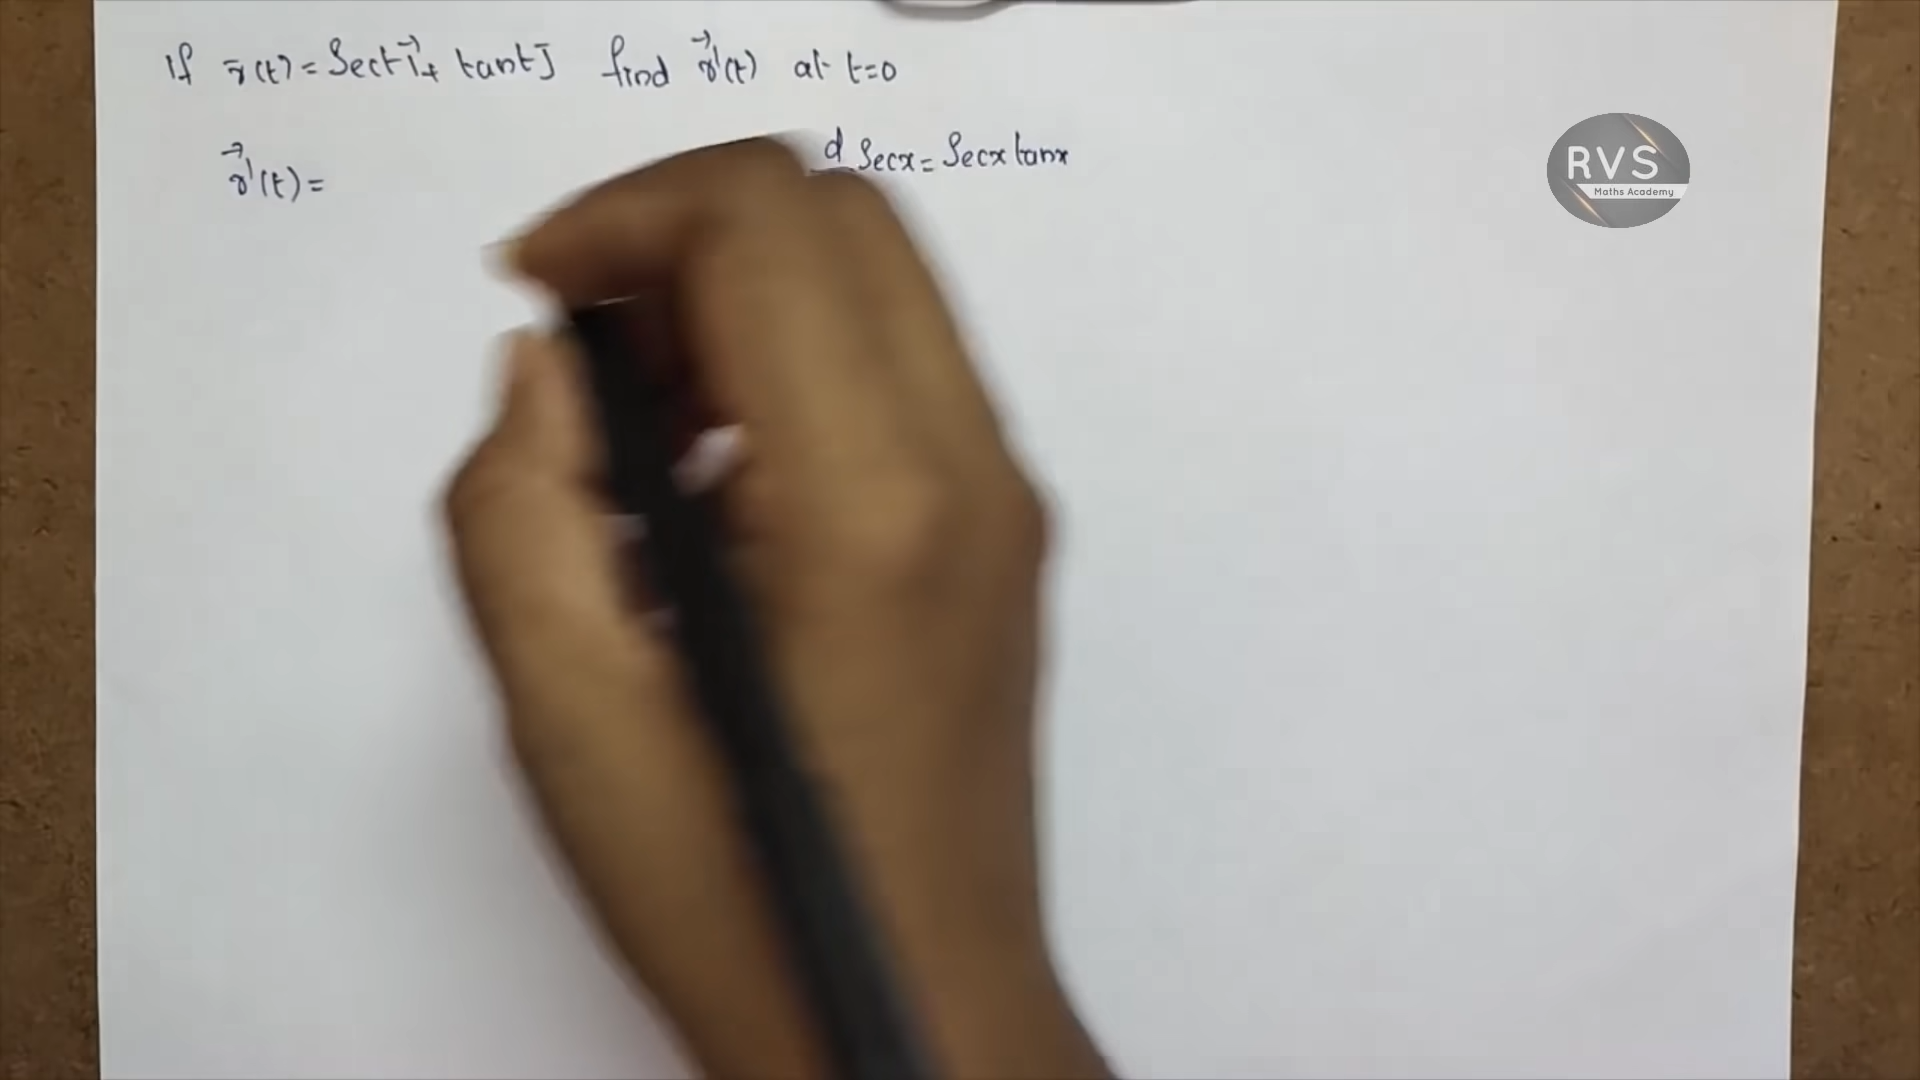 If r̄(t) = Sect i⃗ + tant J find r⃗'(t) at t=0
d Secx = Secx tanx
r⃗'(t) =
RVS
Maths Academy